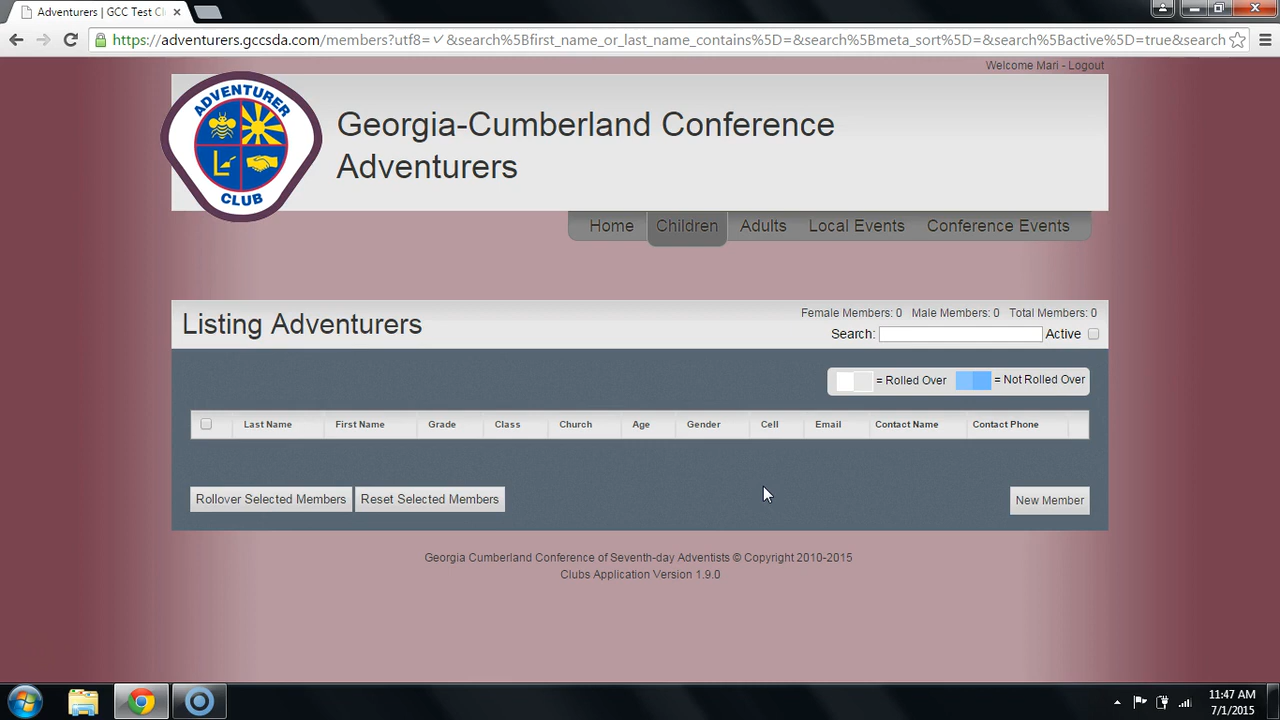 Adventurers | GCC Test Cl
https://adventurers.gccsda.com/members?utf8=✓&search%5Bfirst_name_or_last_name_contains%5D=&search%5Bmeta_sort%5D=&search%5Bactive%5D=true&search
Welcome Mari - Logout
ADVENTURER
CLUB
Georgia-Cumberland Conference
Adventurers
Home Children Adults Local Events Conference Events
Listing Adventurers
Female Members: 0 Male Members: 0 Total Members: 0
Search: Active
= Rolled Over = Not Rolled Over
Last Name First Name Grade Class Church Age Gender Cell Email Contact Name Contact Phone
Rollover Selected Members Reset Selected Members New Member
Georgia Cumberland Conference of Seventh-day Adventists © Copyright 2010-2015
Clubs Application Version 1.9.0
11:47 AM
7/1/2015